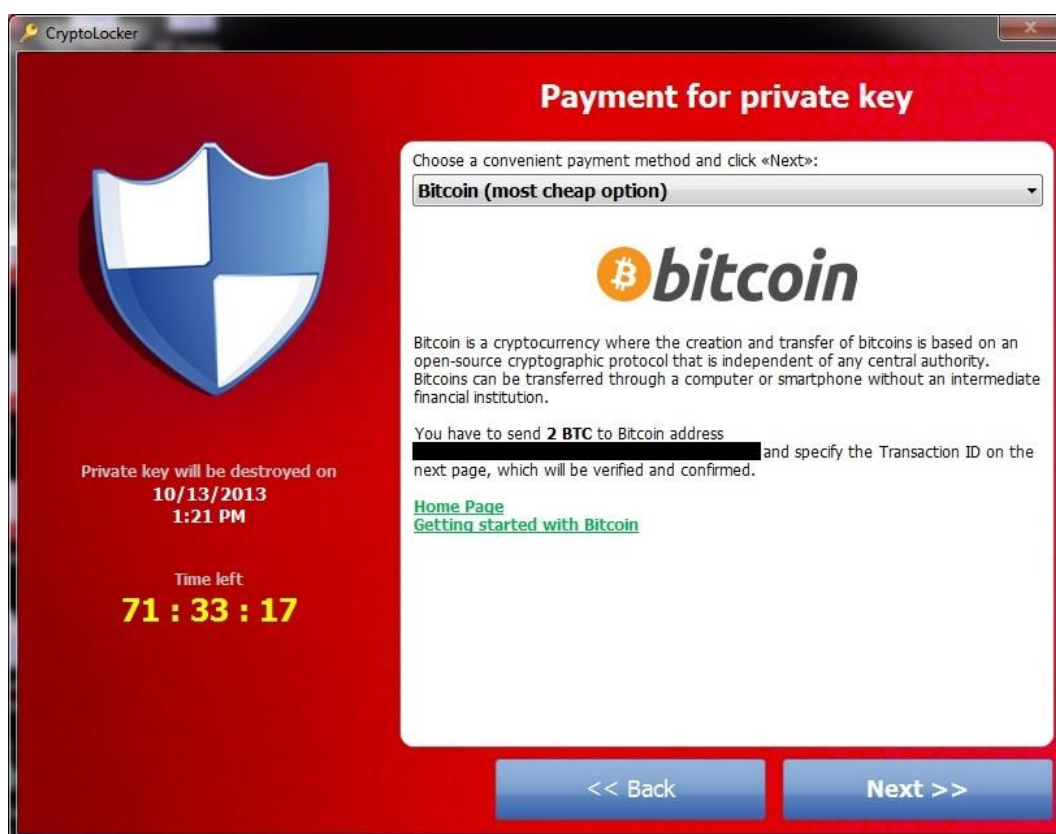 CryptoLocker
Payment for private key
Choose a convenient payment method and click «Next»:
Bitcoin (most cheap option)
bitcoin
Bitcoin is a cryptocurrency where the creation and transfer of bitcoins is based on an
open-source cryptographic protocol that is independent of any central authority.
Bitcoins can be transferred through a computer or smartphone without an intermediate
financial institution.
You have to send 2 BTC to Bitcoin address
and specify the Transaction ID on the
next page, which will be verified and confirmed.
Home Page
Getting started with Bitcoin
Private key will be destroyed on
10/13/2013
1:21 PM
Time left
71 : 33 : 17
<< Back
Next >>